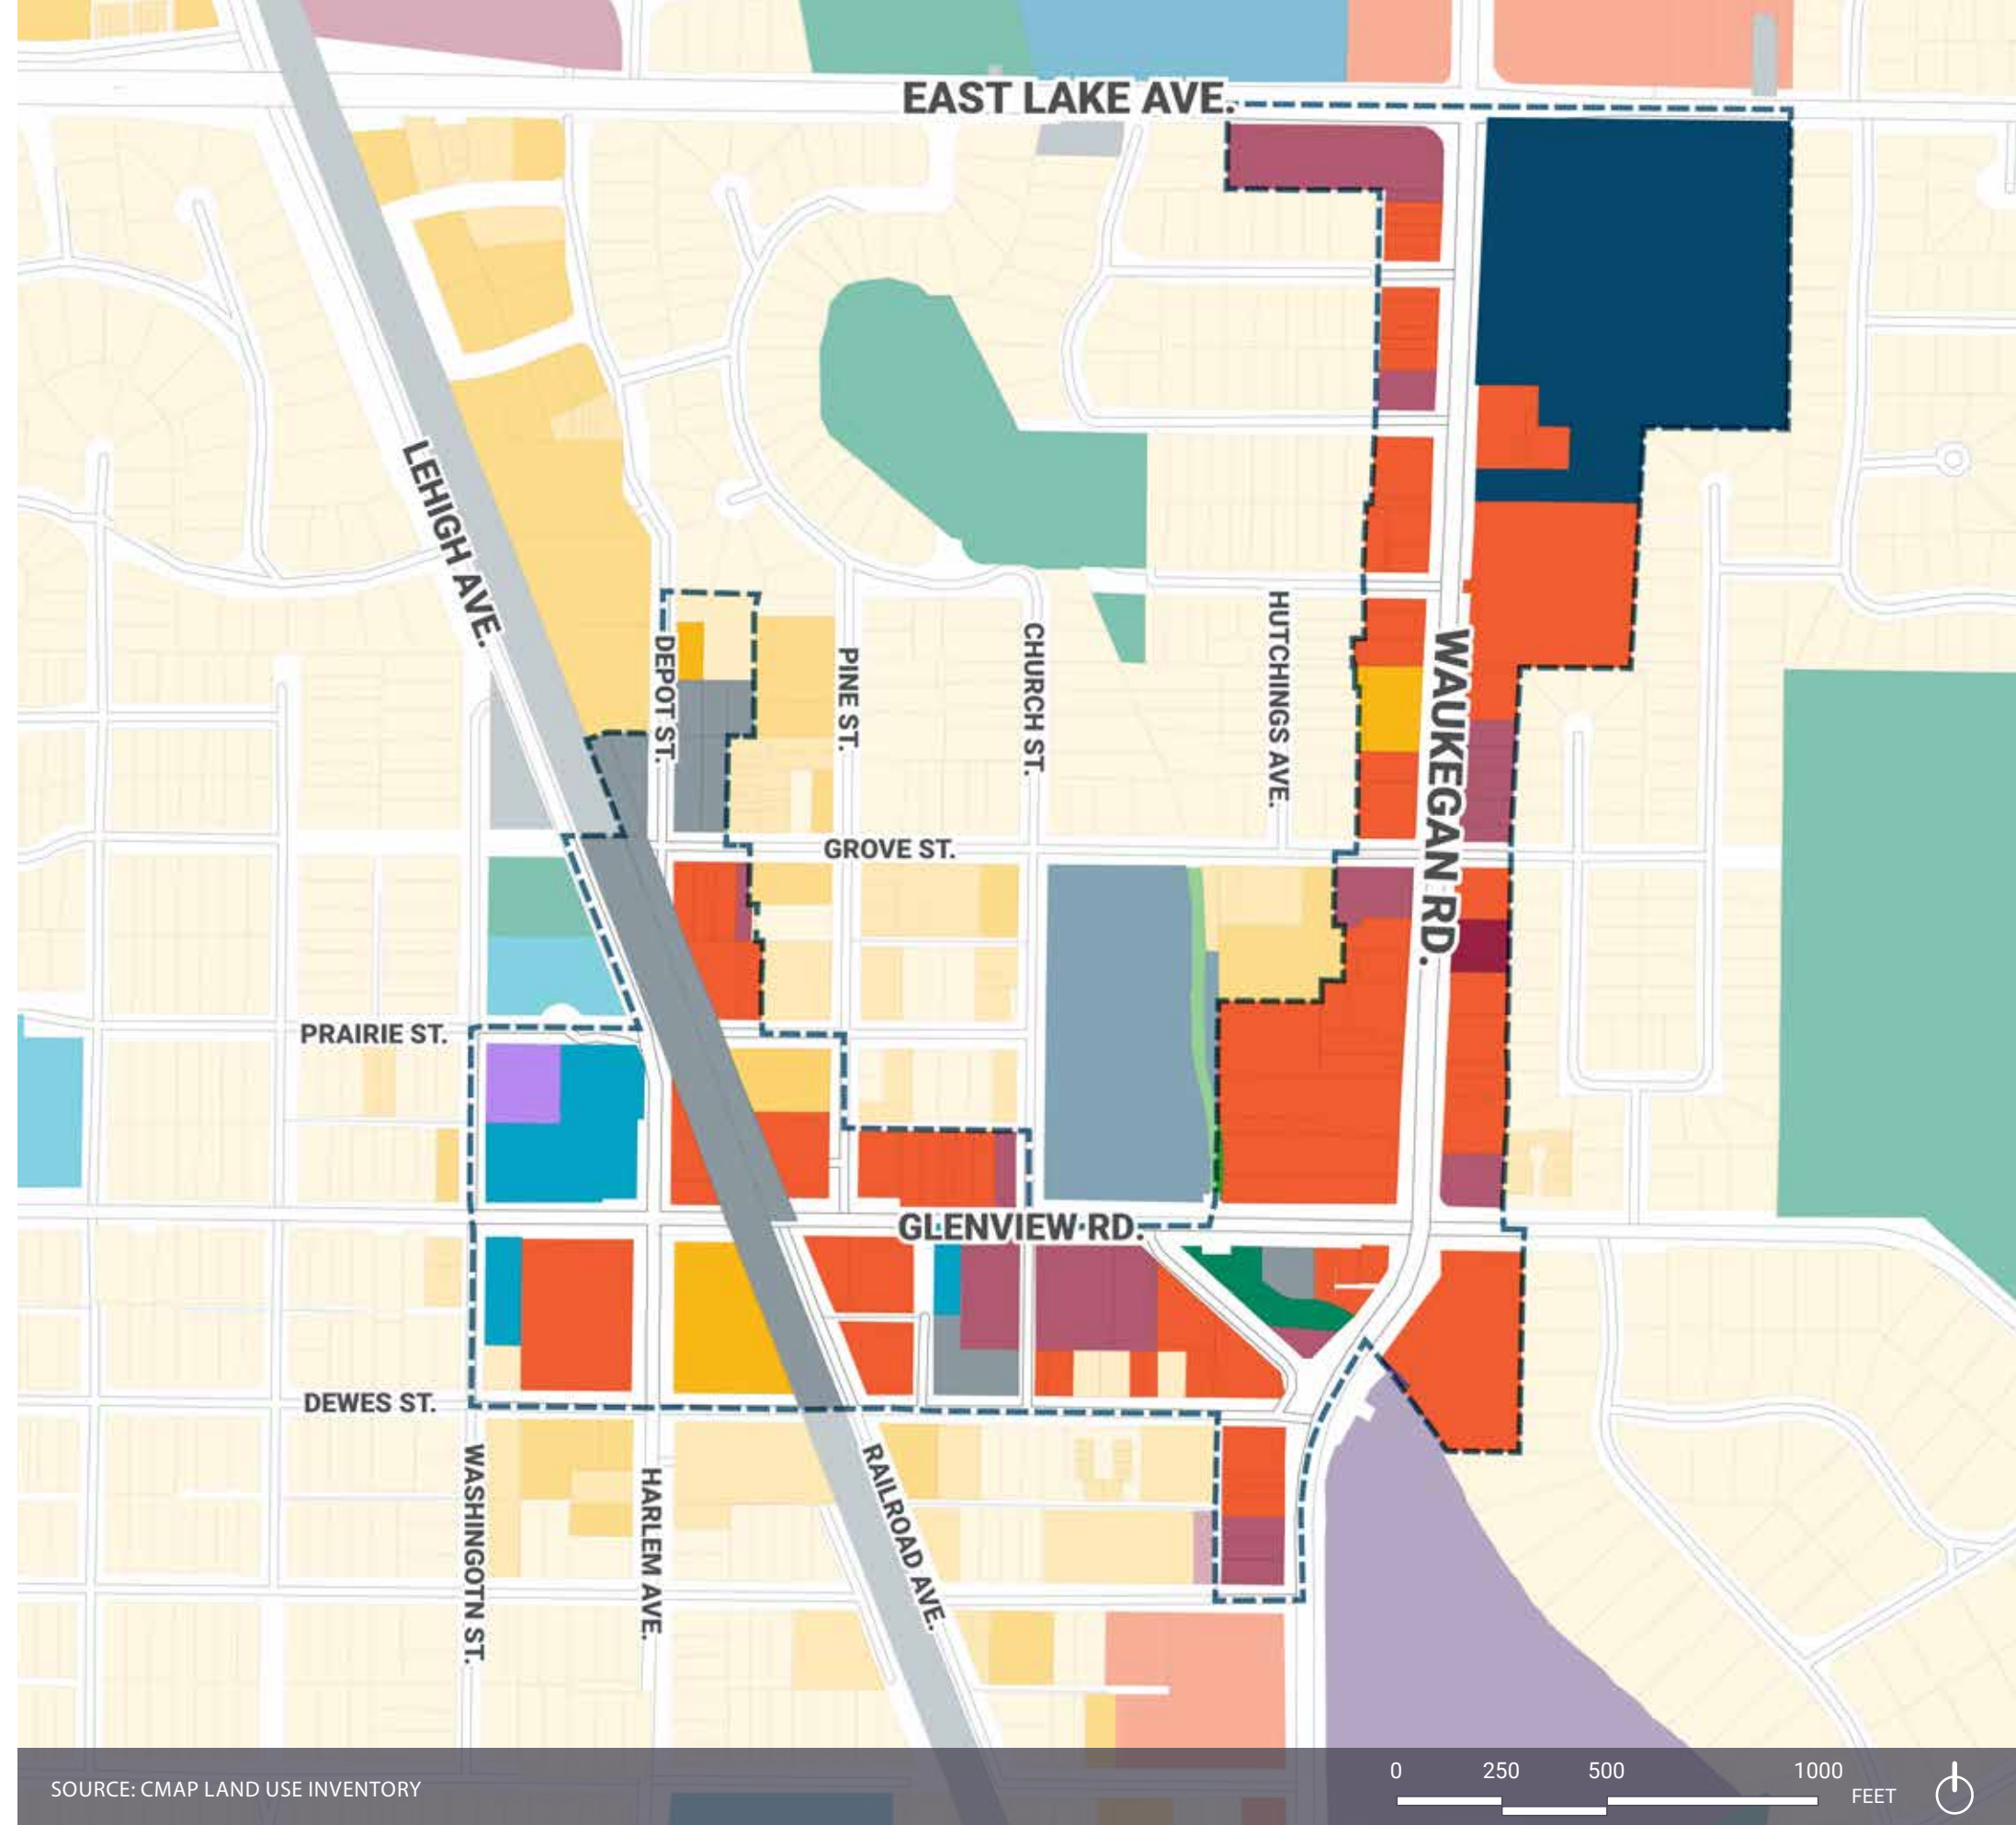 EAST LAKE AVE.
LEHIGH AVE.
DEPOT ST.
PINE ST.
CHURCH ST.
HUTCHINGS AVE.
WAUKEGAN RD.
GROVE ST.
PRAIRIE ST.
GLENVIEW RD.
DEWES ST.
WASHINGOTN ST.
HARLEM AVE.
RAILROAD AVE.
SOURCE: CMAP LAND USE INVENTORY
0 250 500 1000
FEET